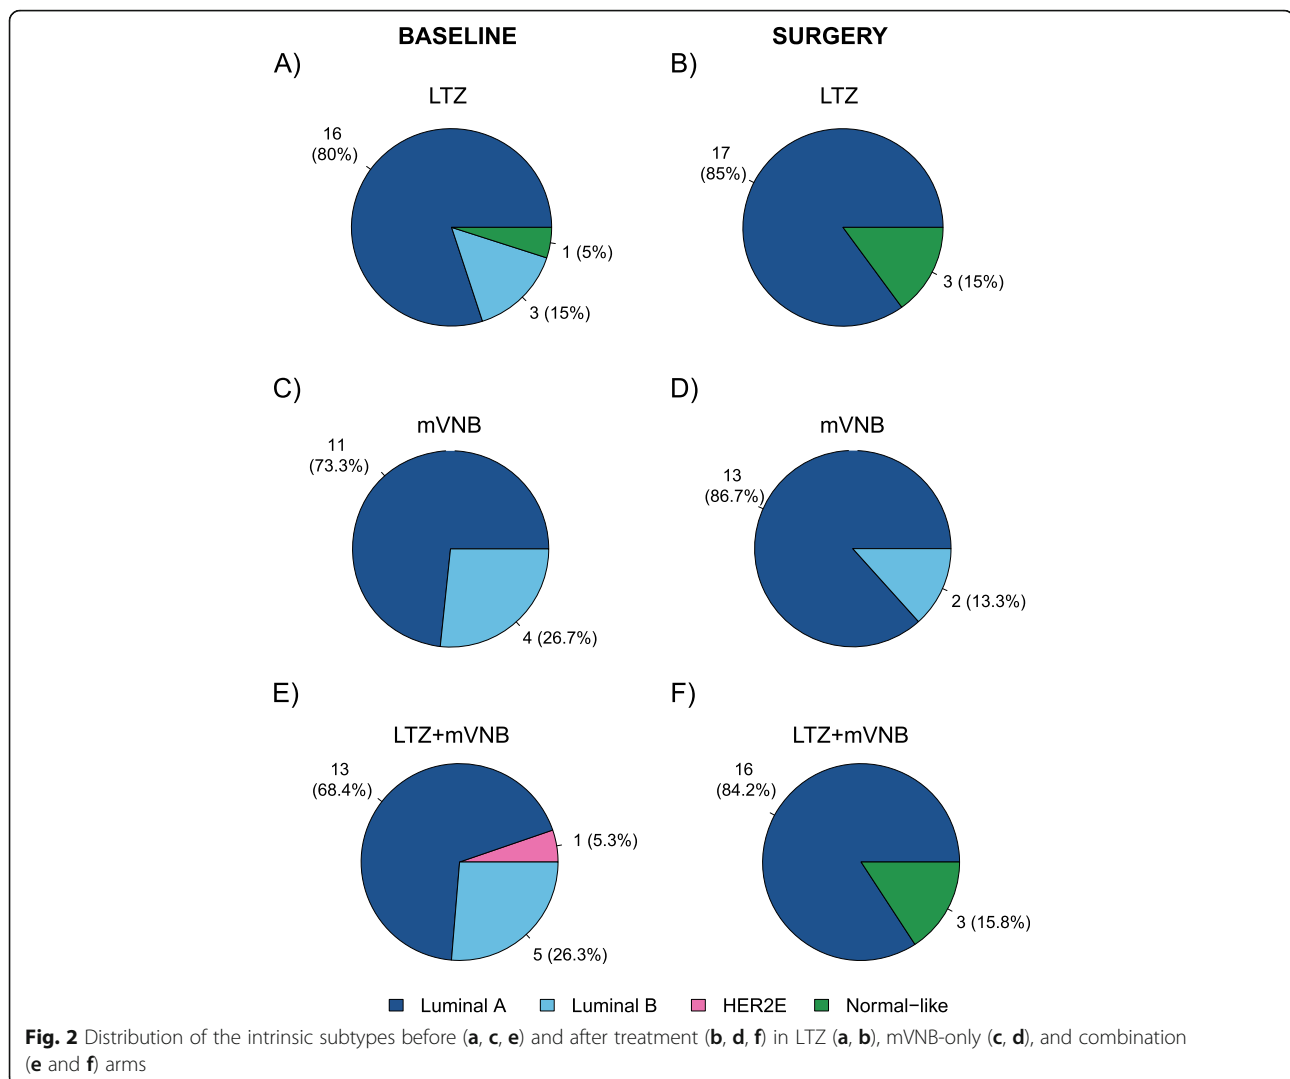 BASELINE
SURGERY
A)
B)
LTZ
LTZ
16
(80%)
1 (5%)
3 (15%)
17
(85%)
3 (15%)
C)
D)
mVNB
mVNB
11
(73.3%)
4 (26.7%)
13
(86.7%)
2 (13.3%)
E)
F)
LTZ+mVNB
LTZ+mVNB
13
(68.4%)
1 (5.3%)
5 (26.3%)
16
(84.2%)
3 (15.8%)
Luminal A
Luminal B
HER2E
Normal−like
Fig. 2 Distribution of the intrinsic subtypes before (a, c, e) and after treatment (b, d, f) in LTZ (a, b), mVNB-only (c, d), and combination
(e and f) arms